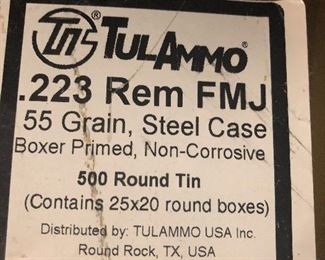 TULAMMO®
.223 Rem FMJ
55 Grain, Steel Case
Boxer Primed, Non-Corrosive
500 Round Tin
(Contains 25x20 round boxes)
Distributed by: TULAMMO USA Inc.
Round Rock, TX, USA